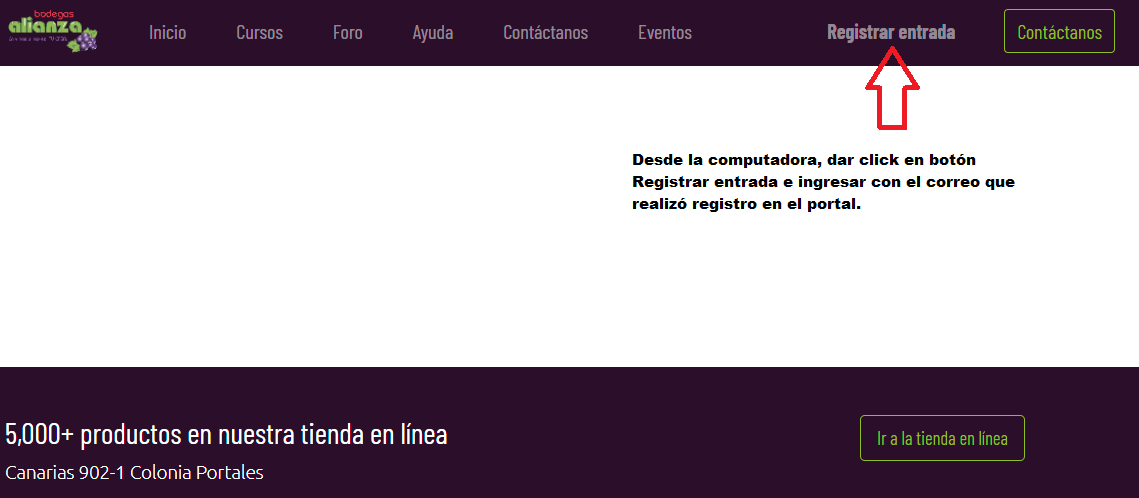 bodegas
alianza
Inicio
Cursos
Foro
Ayuda
Contáctanos
Eventos
Registrar entrada
Contáctanos
Desde la computadora, dar click en botón
Registrar entrada e ingresar con el correo que
realizó registro en el portal.
5,000+ productos en nuestra tienda en línea
Ir a la tienda en línea
Canarias 902-1 Colonia Portales